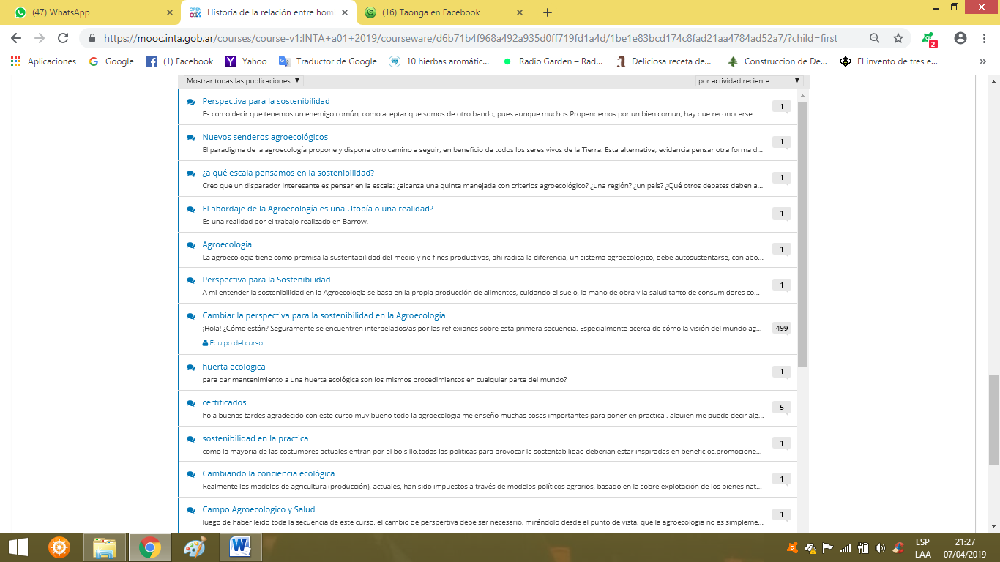 (47) WhatsApp
Historia de la relación entre hom
(16) Taonga en Facebook
https://mooc.inta.gob.ar/courses/course-v1:INTA+a01+2019/courseware/d6b71b4f968a492a935d0ff719fd1a4d/1be1e83bcd174c8fad21aa4784ad52a7/?child=first
2
Aplicaciones
Google
(1) Facebook
Yahoo
Traductor de Google
10 hierbas aromátic...
Radio Garden – Rad...
Deliciosa receta de...
Construccion de De...
El invento de tres e...
»
Mostrar todas las publicaciones
por actividad reciente
Perspectiva para la sostenibilidad
Es como decir que tenemos un enemigo común, como aceptar que somos de otro bando, pues aunque muchos Propendemos por un bien comun, hay que reconocerse i...
1
Nuevos senderos agroecológicos
El paradigma de la agroecología propone y dispone otro camino a seguir, en beneficio de todos los seres vivos de la Tierra. Esta alternativa, evidencia pensar otra forma d...
1
¿a qué escala pensamos en la sostenibilidad?
Creo que un disparador interesante es pensar en la escala: ¿alcanza una quinta manejada con criterios agroecológico? ¿una región? ¿un país? ¿Qué otros debates deben a...
1
El abordaje de la Agroecología es una Utopía o una realidad?
Es una realidad por el trabajo realizado en Barrow.
1
Agroecologia
La agroecologia tiene como premisa la sustentabilidad del medio y no fines productivos, ahi radica la diferencia, un sistema agroecologico, debe autosustentarse, con abo...
1
Perspectiva para la Sostenibilidad
A mi entender la sostenibilidad en la Agroecologia se basa en la propia producción de alimentos, cuidando el suelo, la mano de obra y la salud tanto de consumidores co...
1
Cambiar la perspectiva para la sostenibilidad en la Agroecología
¡Hola! ¿Cómo están? Seguramente se encuentren interpelados/as por las reflexiones sobre esta primera secuencia. Especialmente acerca de cómo la visión del mundo ag...
499
Equipo del curso
huerta ecologica
para dar mantenimiento a una huerta ecológica son los mismos procedimientos en cualquier parte del mundo?
1
certificados
hola buenas tardes agradecido con este curso muy bueno todo la agroecologia me enseño muchas cosas importantes para poner en practica . alguien me puede decir alg...
5
sostenibilidad en la practica
como la mayoria de las costumbres actuales entran por el bolsillo,todas las politicas para provocar la sostentabilidad deberian estar inspiradas en beneficios,promocione...
1
Cambiando la conciencia ecológica
Realmente los modelos de agricultura (producción), actuales, han sido impuestos a través de modelos políticos agrarios, basado en la sobre explotación de los bienes nat...
1
Campo Agroecologico y Salud
luego de haber leido toda la secuencia de este curso, el cambio de perspertiva debe ser necesario, mirándolo desde el punto de vista, que la agroecologia no es simpleme...
1
ESP
LAA
21:27
07/04/2019